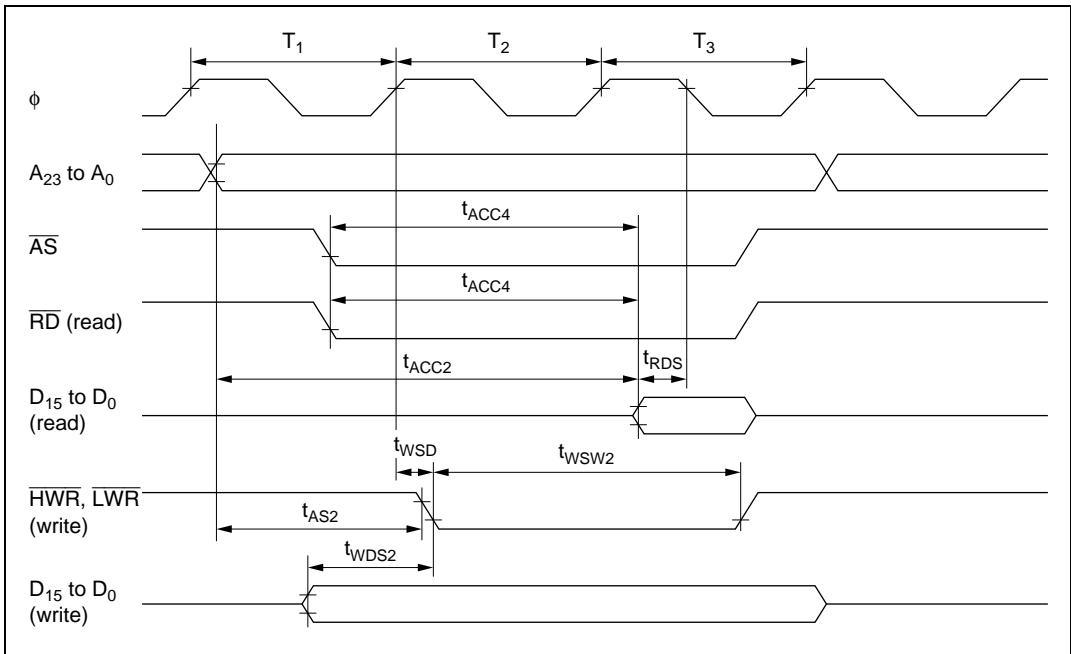 T1 T2 T3
φ
A23 to A0
tACC4
AS
tACC4
RD (read)
tACC2 tRDS
D15 to D0
(read)
tWSD tWSW2
HWR, LWR
(write)
tAS2
tWDS2
D15 to D0
(write)